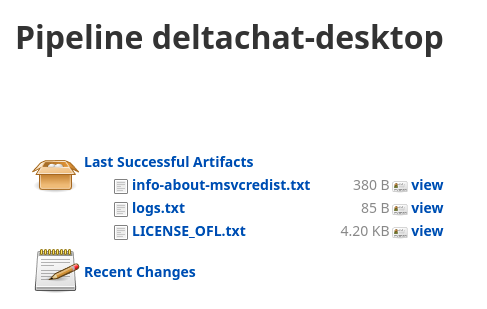 Pipeline deltachat-desktop
Last Successful Artifacts
info-about-msvcredist.txt 380 B view
logs.txt 85 B view
LICENSE_OFL.txt 4.20 KB view
Recent Changes